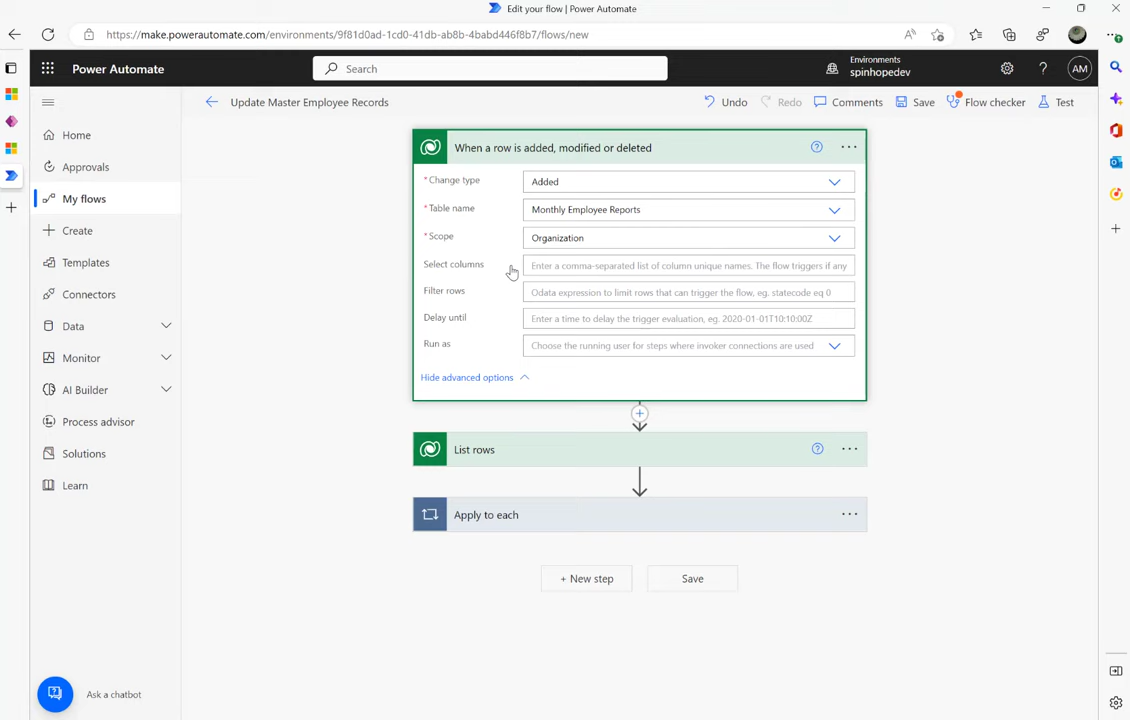 Edit your flow | Power Automate
https://make.powerautomate.com/environments/9f81d0ad-1cd0-41db-ab8b-4babd446f8b7/flows/new
Power Automate
Search
Environments
spinhopedev
AM
Update Master Employee Records
Undo
Redo
Comments
Save
Flow checker
Test
Home
Approvals
My flows
Create
Templates
Connectors
Data
Monitor
AI Builder
Process advisor
Solutions
Learn
Ask a chatbot
When a row is added, modified or deleted
* Change type
Added
* Table name
Monthly Employee Reports
* Scope
Organization
Select columns
Enter a comma-separated list of column unique names. The flow triggers if any
Filter rows
Odata expression to limit rows that can trigger the flow, eg. statecode eq 0
Delay until
Enter a time to delay the trigger evaluation, eg. 2020-01-01T10:10:00Z
Run as
Choose the running user for steps where invoker connections are used
Hide advanced options
List rows
Apply to each
+ New step
Save